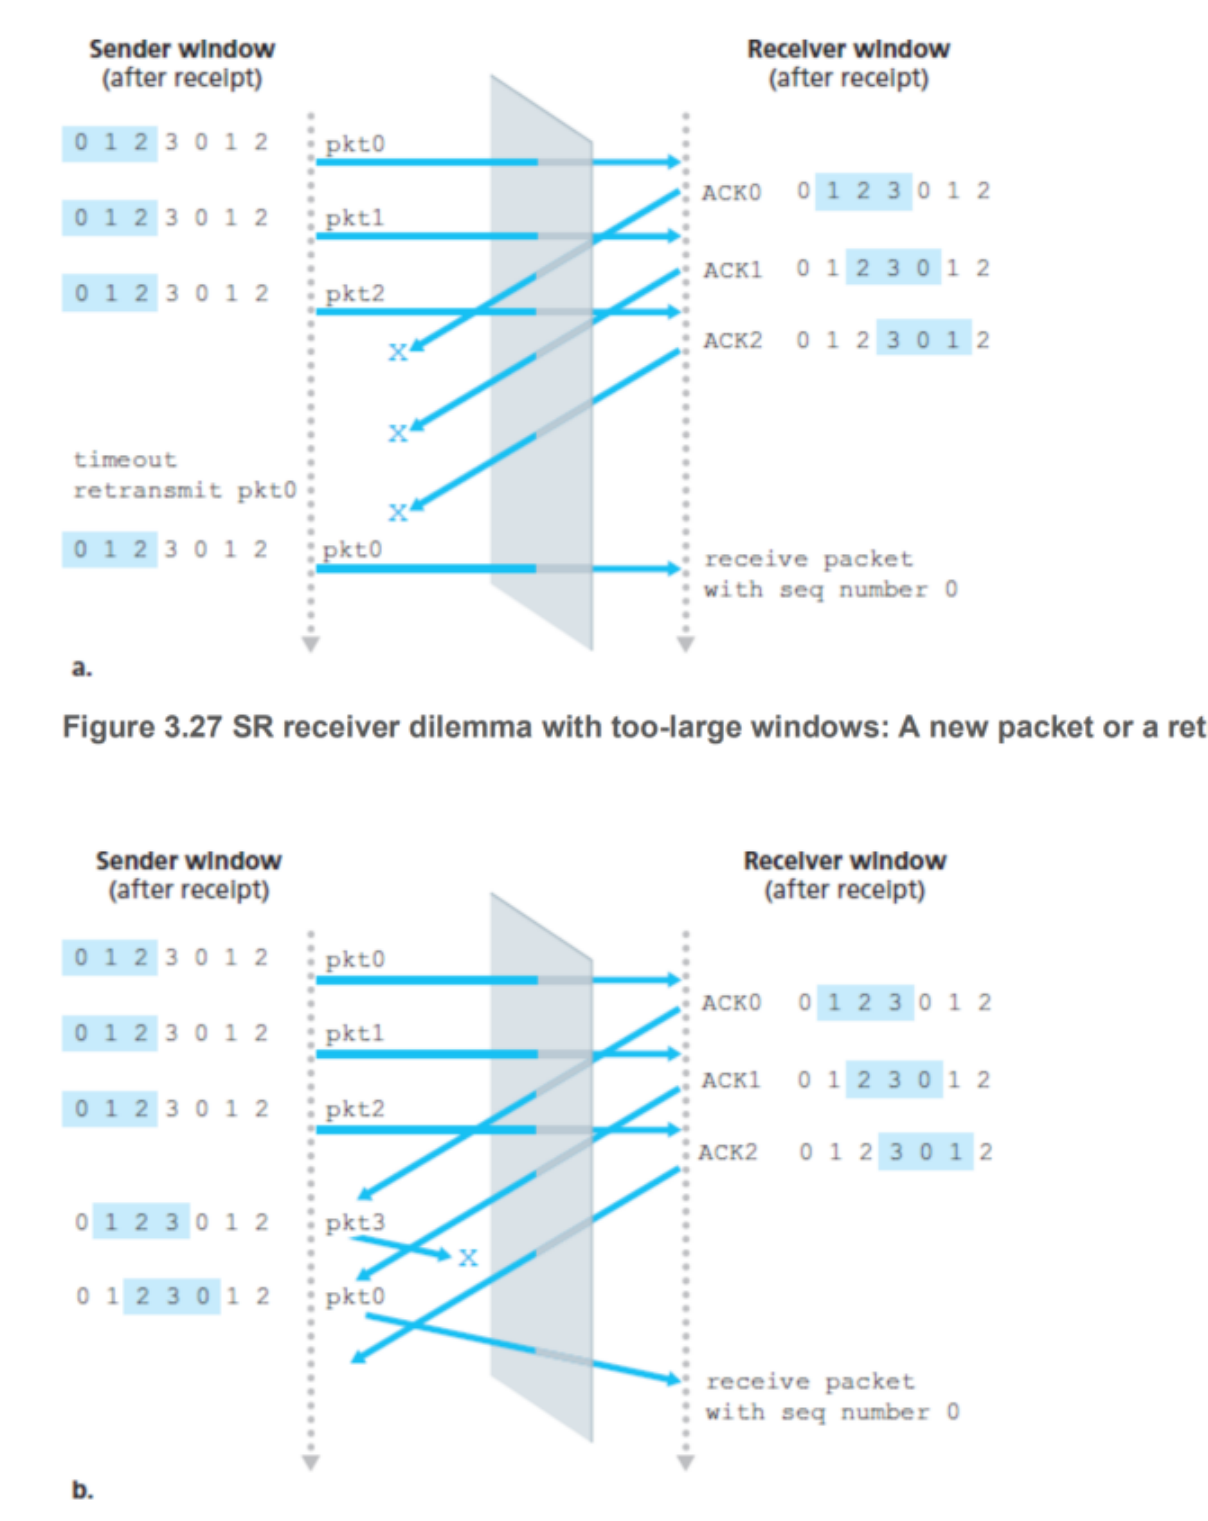 Sender window
(after receipt)
Receiver window
(after receipt)
0 1 2 3 0 1 2
pkt0
ACK0 0 1 2 3 0 1 2
0 1 2 3 0 1 2
pkt1
ACK1 0 1 2 3 0 1 2
0 1 2 3 0 1 2
pkt2
ACK2 0 1 2 3 0 1 2
x
x
timeout
retransmit pkt0
x
0 1 2 3 0 1 2
pkt0
receive packet
with seq number 0
a.
Figure 3.27 SR receiver dilemma with too-large windows: A new packet or a ret
Sender window
(after receipt)
Receiver window
(after receipt)
0 1 2 3 0 1 2
pkt0
ACK0 0 1 2 3 0 1 2
0 1 2 3 0 1 2
pkt1
ACK1 0 1 2 3 0 1 2
0 1 2 3 0 1 2
pkt2
ACK2 0 1 2 3 0 1 2
0 1 2 3 0 1 2
pkt3
x
0 1 2 3 0 1 2
pkt0
receive packet
with seq number 0
b.